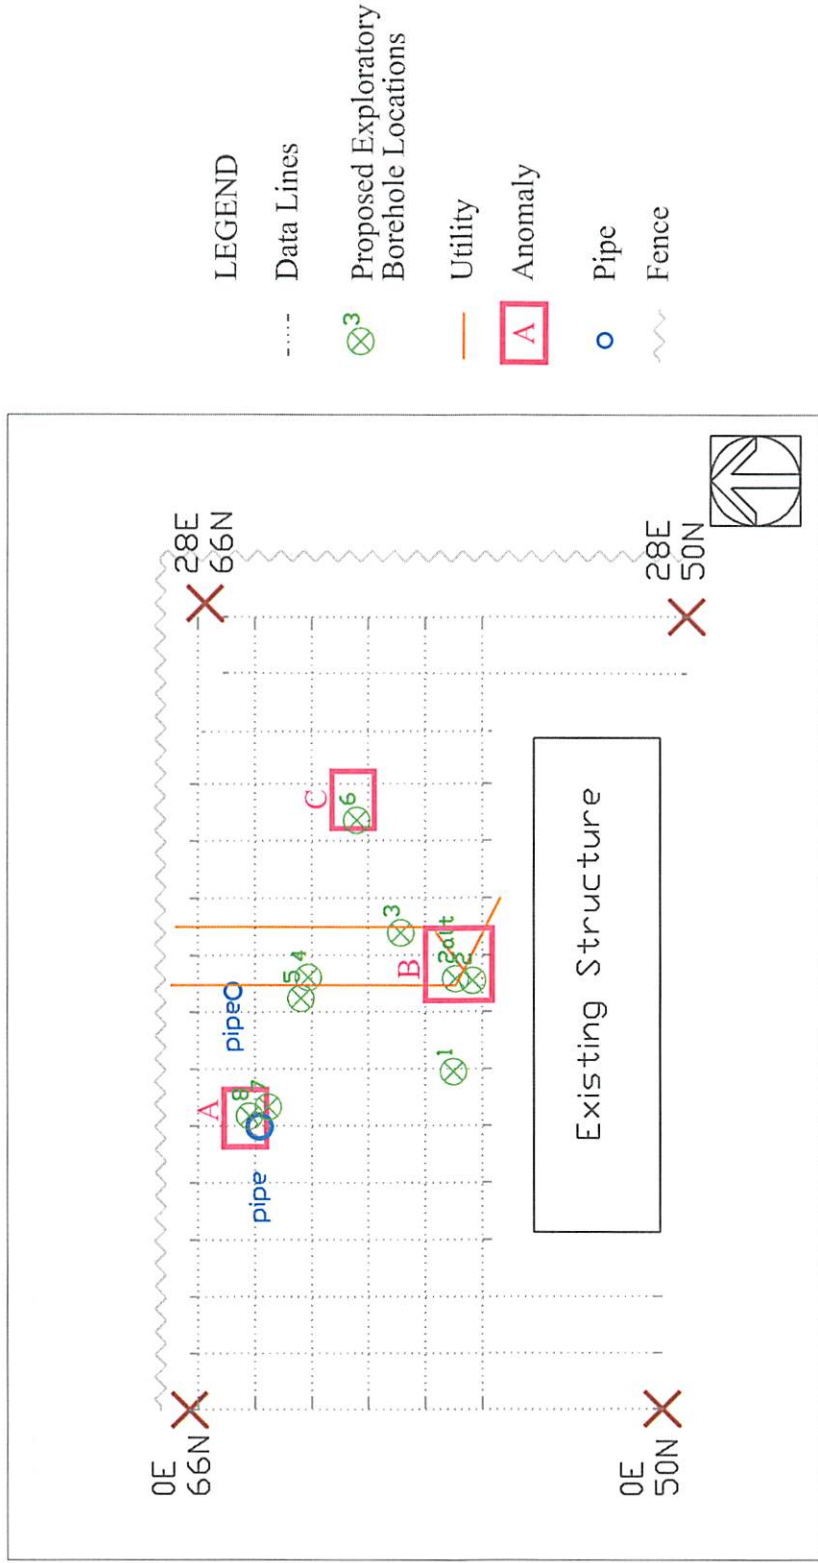 LEGEND
Data Lines
3
Proposed Exploratory
Borehole Locations
Utility
A
Anomaly
Pipe
Fence
0E
66N
28E
66N
A
8
7
pipe
pipe
5
4
C
6
3
B
2alt
2
1
Existing Structure
0E
50N
28E
50N